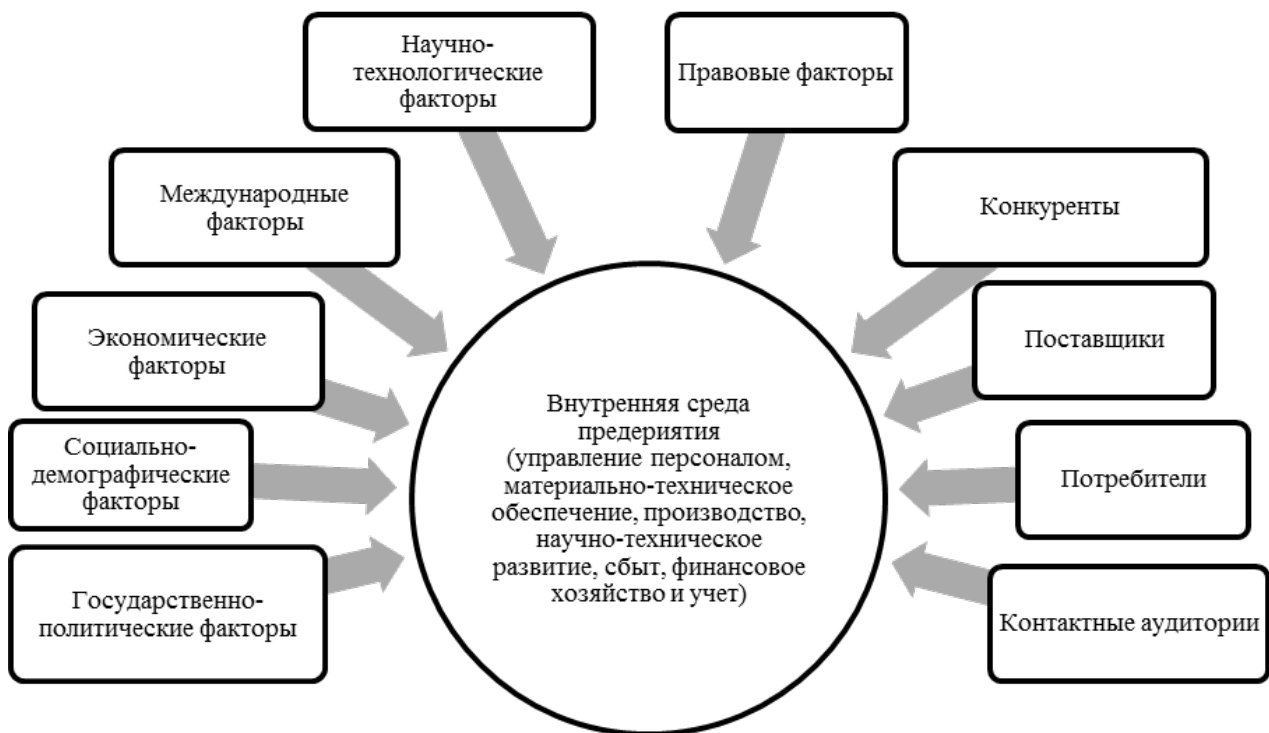 Научно-
технологические
факторы
Правовые факторы
Международные
факторы
Конкуренты
Экономические
факторы
Поставщики
Социально-
демографические
факторы
Потребители
Государственно-
политические факторы
Контактные аудитории
Внутренняя среда
предериятия
(управление персоналом,
материально-техническое
обеспечение, производство,
научно-техническое
развитие, сбыт, финансовое
хозяйство и учет)